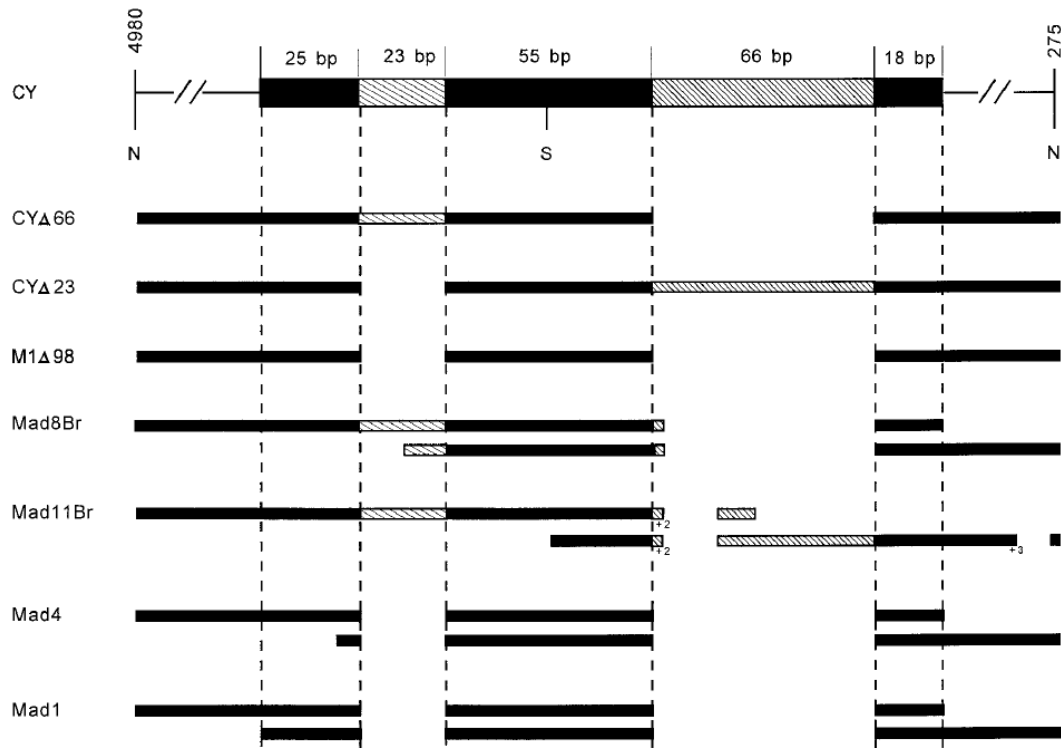 4980
275
25 bp
23 bp
55 bp
66 bp
18 bp
CY
N
S
N
CYΔ66
CYΔ23
M1Δ98
Mad8Br
Mad11Br
+2
+2
+3
Mad4
Mad1